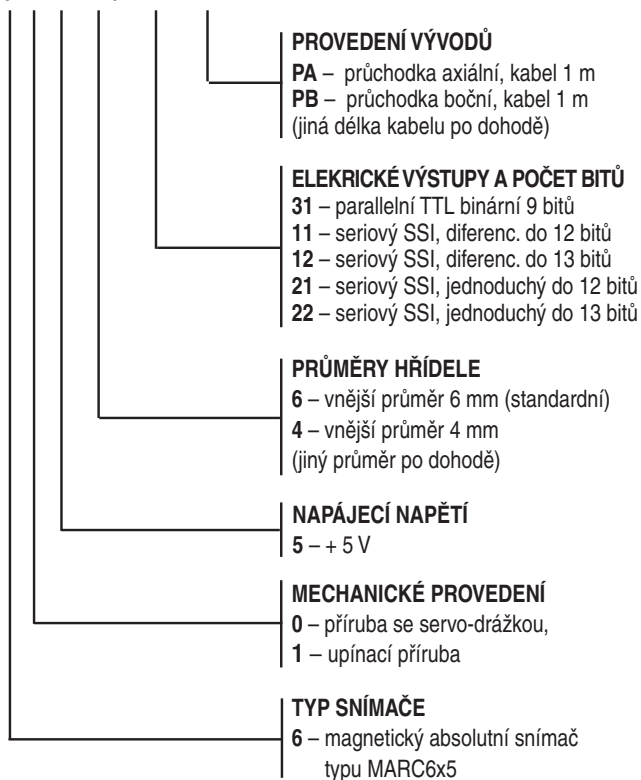 PROVEDENÍ VÝVODŮ
PA – průchodka axiální, kabel 1 m
PB – průchodka boční, kabel 1 m
(jiná délka kabelu po dohodě)
ELEKRICKÉ VÝSTUPY A POČET BITŮ
31 – parallelní TTL binární 9 bitů
11 – seriový SSI, diferenc. do 12 bitů
12 – seriový SSI, diferenc. do 13 bitů
21 – seriový SSI, jednoduchý do 12 bitů
22 – seriový SSI, jednoduchý do 13 bitů
PRŮMĚRY HŘÍDELE
6 – vnější průměr 6 mm (standardní)
4 – vnější průměr 4 mm
(jiný průměr po dohodě)
NAPÁJECÍ NAPĚTÍ
5 – + 5 V
MECHANICKÉ PROVEDENÍ
0 – příruba se servo-drážkou,
1 – upínací příruba
TYP SNÍMAČE
6 – magnetický absolutní snímač
typu MARC6x5